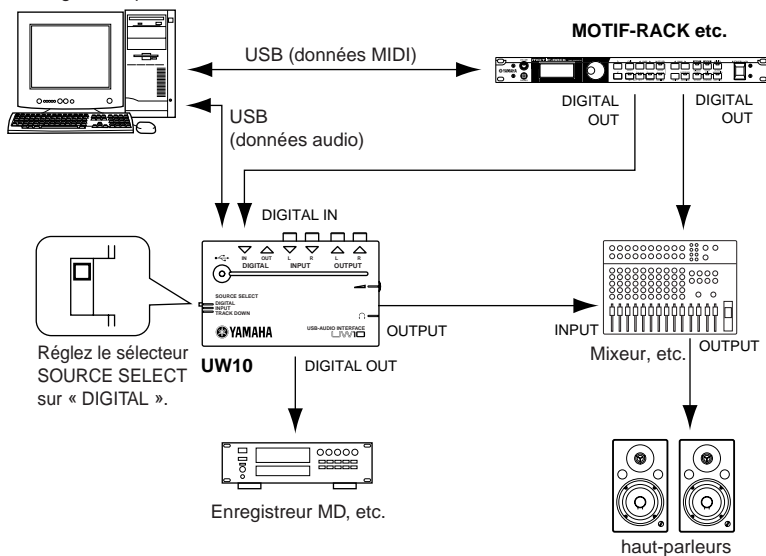 MOTIF-RACK etc.
USB (données MIDI)
YAMAHA
DIGITAL
OUT
DIGITAL
OUT
USB
(données audio)
DIGITAL IN
IN OUT L R L R
DIGITAL INPUT OUTPUT
SOURCE SELECT
DIGITAL
INPUT
TRACK DOWN
YAMAHA
USB-AUDIO INTERFACE
UW10
OUTPUT
INPUT
Mixeur, etc.
OUTPUT
Réglez le sélecteur
SOURCE SELECT
sur « DIGITAL ».
UW10
DIGITAL OUT
Enregistreur MD, etc.
haut-parleurs